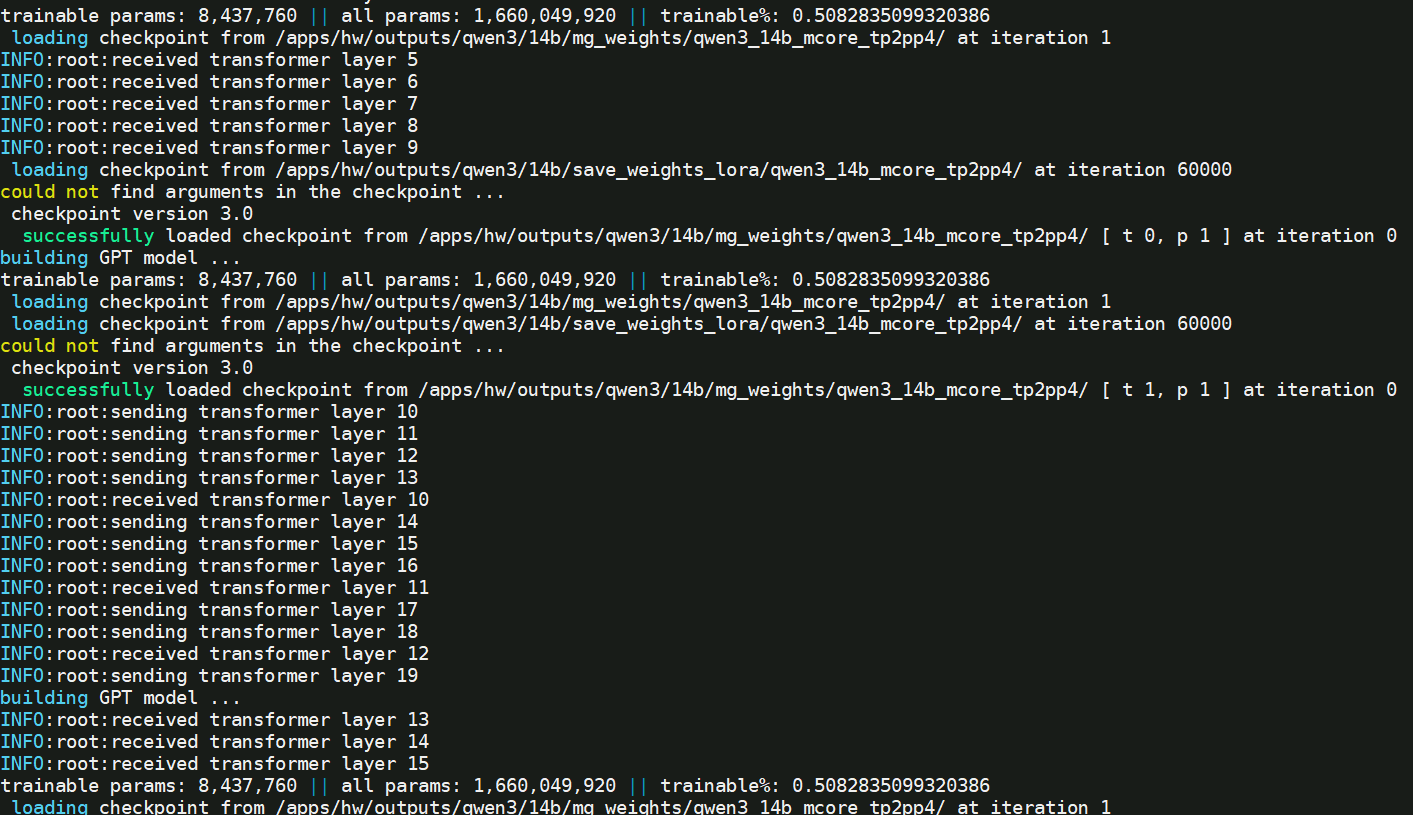 trainable params: 8,437,760 || all params: 1,660,049,920 || trainable%: 0.5082835099320386
loading checkpoint from /apps/hw/outputs/qwen3/14b/mg_weights/qwen3_14b_mcore_tp2pp4/ at iteration 1
INFO:root:received transformer layer 5
INFO:root:received transformer layer 6
INFO:root:received transformer layer 7
INFO:root:received transformer layer 8
INFO:root:received transformer layer 9
loading checkpoint from /apps/hw/outputs/qwen3/14b/save_weights_lora/qwen3_14b_mcore_tp2pp4/ at iteration 60000
could not find arguments in the checkpoint ...
checkpoint version 3.0
successfully loaded checkpoint from /apps/hw/outputs/qwen3/14b/mg_weights/qwen3_14b_mcore_tp2pp4/ [ t 0, p 1 ] at iteration 0
building GPT model ...
trainable params: 8,437,760 || all params: 1,660,049,920 || trainable%: 0.5082835099320386
loading checkpoint from /apps/hw/outputs/qwen3/14b/mg_weights/qwen3_14b_mcore_tp2pp4/ at iteration 1
loading checkpoint from /apps/hw/outputs/qwen3/14b/save_weights_lora/qwen3_14b_mcore_tp2pp4/ at iteration 60000
could not find arguments in the checkpoint ...
checkpoint version 3.0
successfully loaded checkpoint from /apps/hw/outputs/qwen3/14b/mg_weights/qwen3_14b_mcore_tp2pp4/ [ t 1, p 1 ] at iteration 0
INFO:root:sending transformer layer 10
INFO:root:sending transformer layer 11
INFO:root:sending transformer layer 12
INFO:root:sending transformer layer 13
INFO:root:received transformer layer 10
INFO:root:sending transformer layer 14
INFO:root:sending transformer layer 15
INFO:root:sending transformer layer 16
INFO:root:received transformer layer 11
INFO:root:sending transformer layer 17
INFO:root:sending transformer layer 18
INFO:root:received transformer layer 12
INFO:root:sending transformer layer 19
building GPT model ...
INFO:root:received transformer layer 13
INFO:root:received transformer layer 14
INFO:root:received transformer layer 15
trainable params: 8,437,760 || all params: 1,660,049,920 || trainable%: 0.5082835099320386
loading checkpoint from /apps/hw/outputs/qwen3/14b/mg_weights/qwen3_14b_mcore_tp2pp4/ at iteration 1